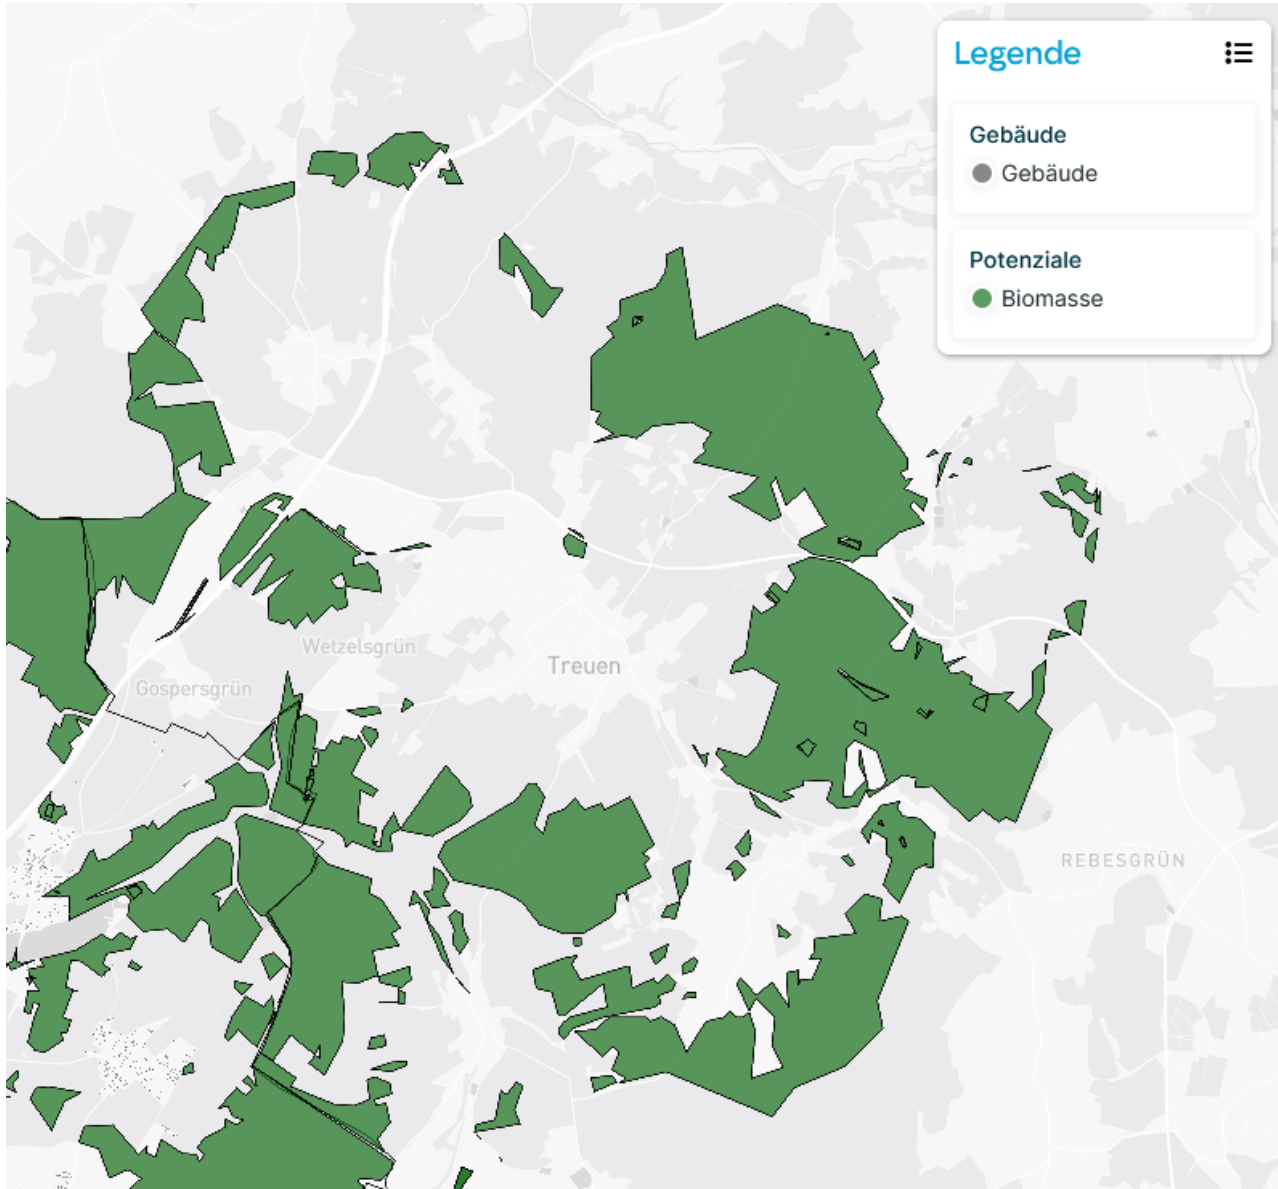 Legende
Gebäude
Gebäude
Potenziale
Biomasse
Wetzelsgrün
Treuen
Gospersgrün
REBESGRÜN